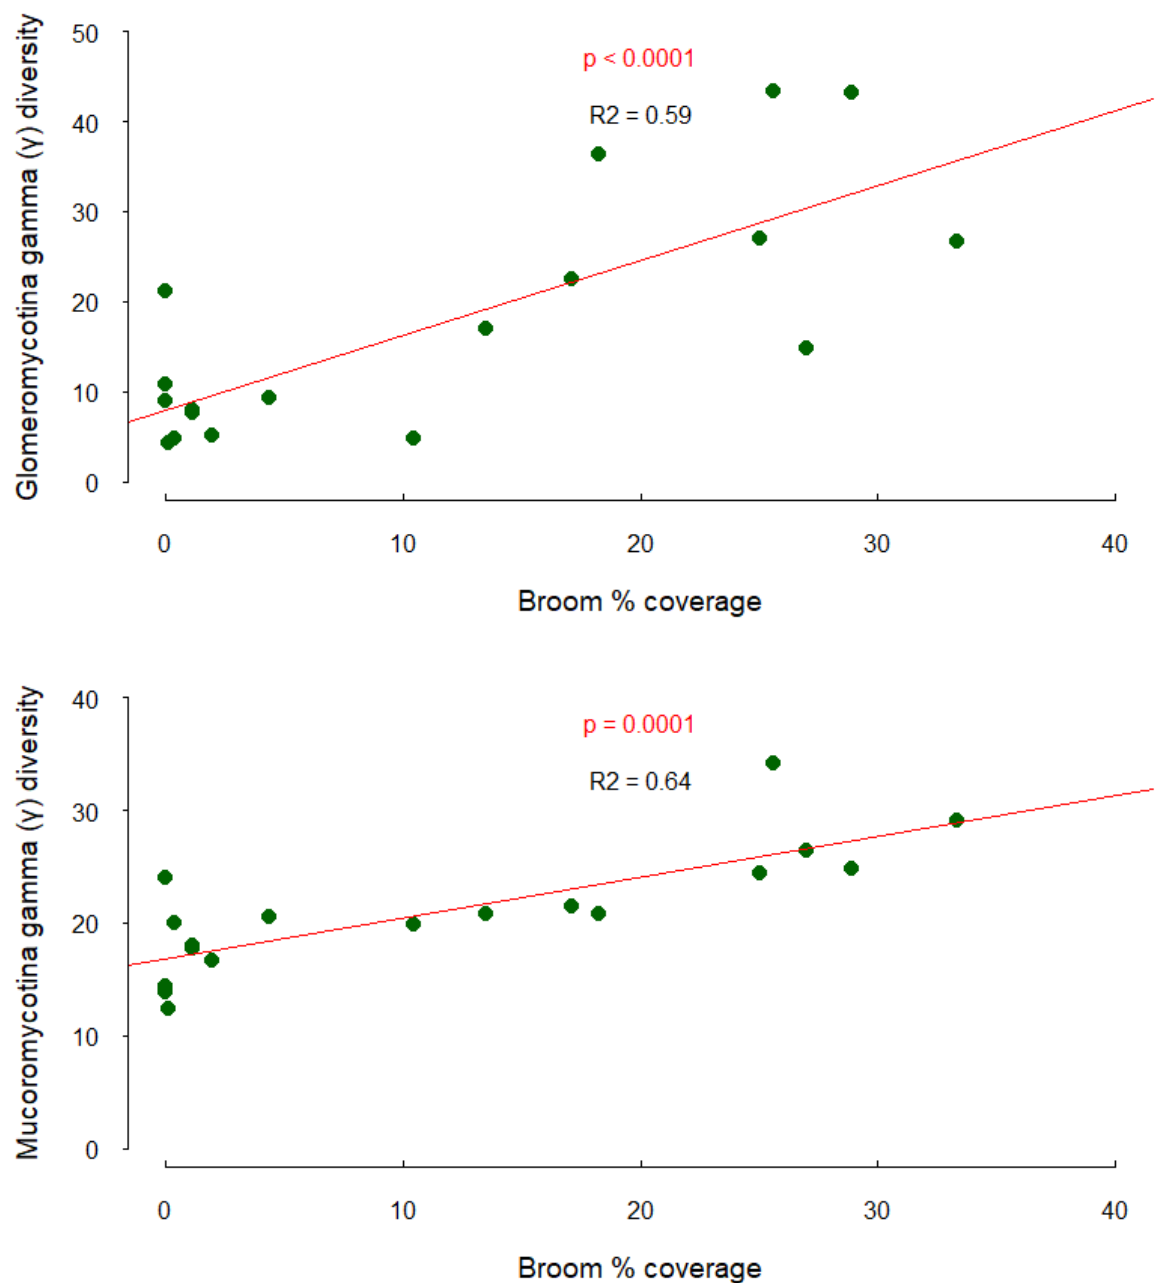 Glomeromycotina gamma (γ) diversity
50
40
30
20
10
0
p < 0.0001
R2 = 0.59
0 10 20 30 40
Broom % coverage
Mucoromycotina gamma (γ) diversity
40
30
20
10
0
p = 0.0001
R2 = 0.64
0 10 20 30 40
Broom % coverage